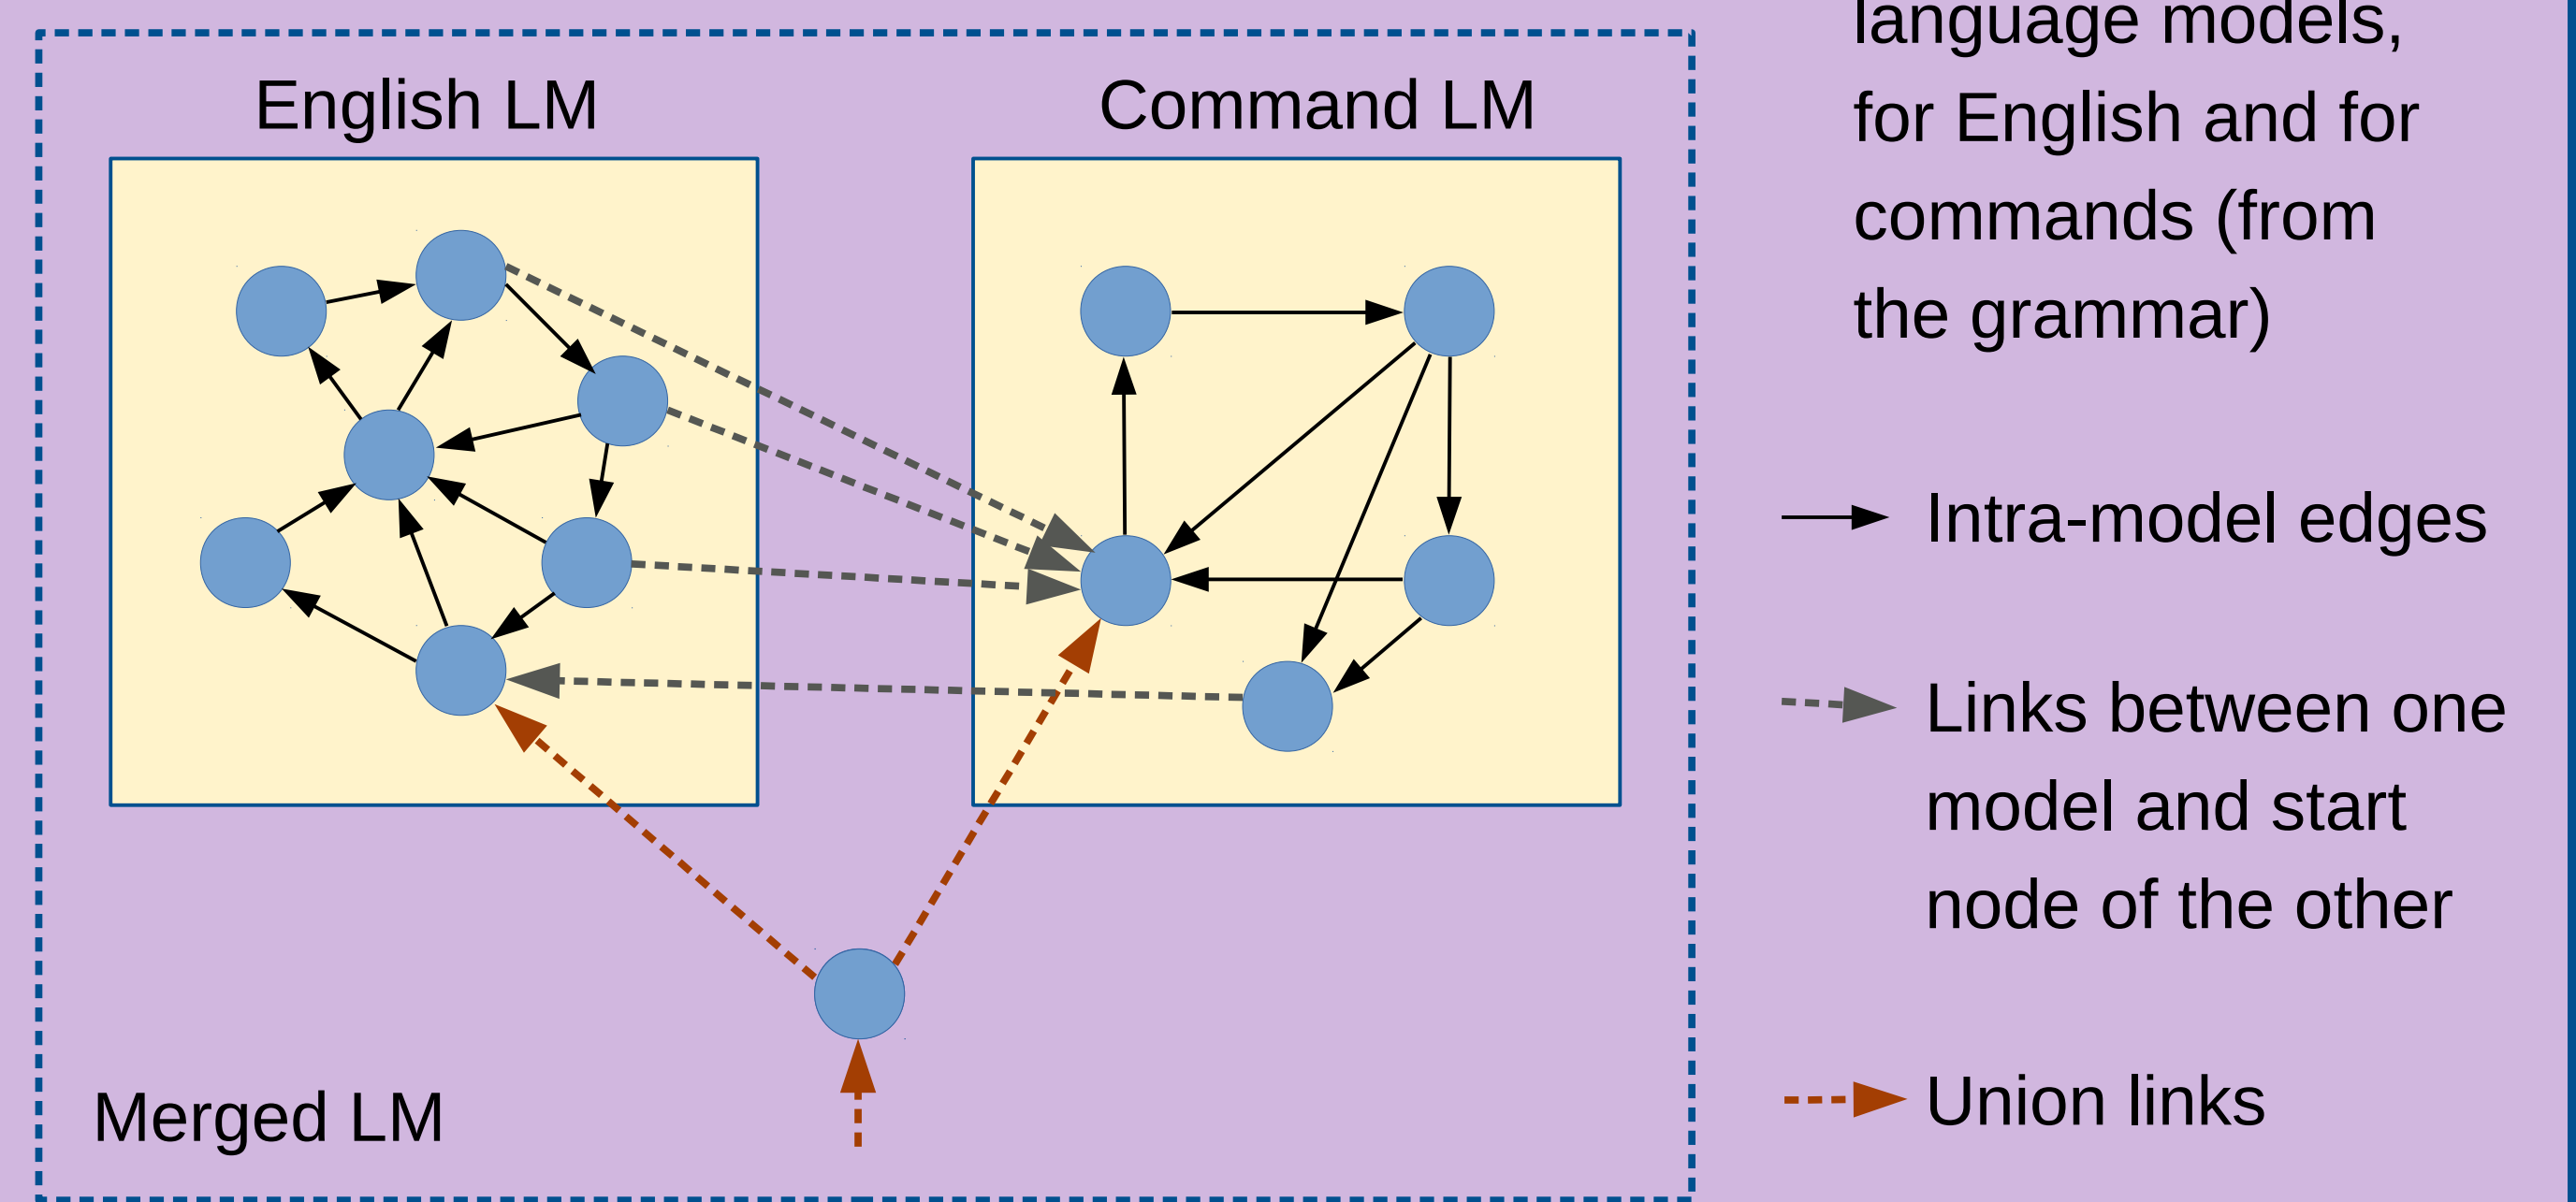 English LM
Command LM
Merged LM
language models,
for English and for
commands (from
the grammar)
Intra-model edges
Links between one
model and start
node of the other
Union links